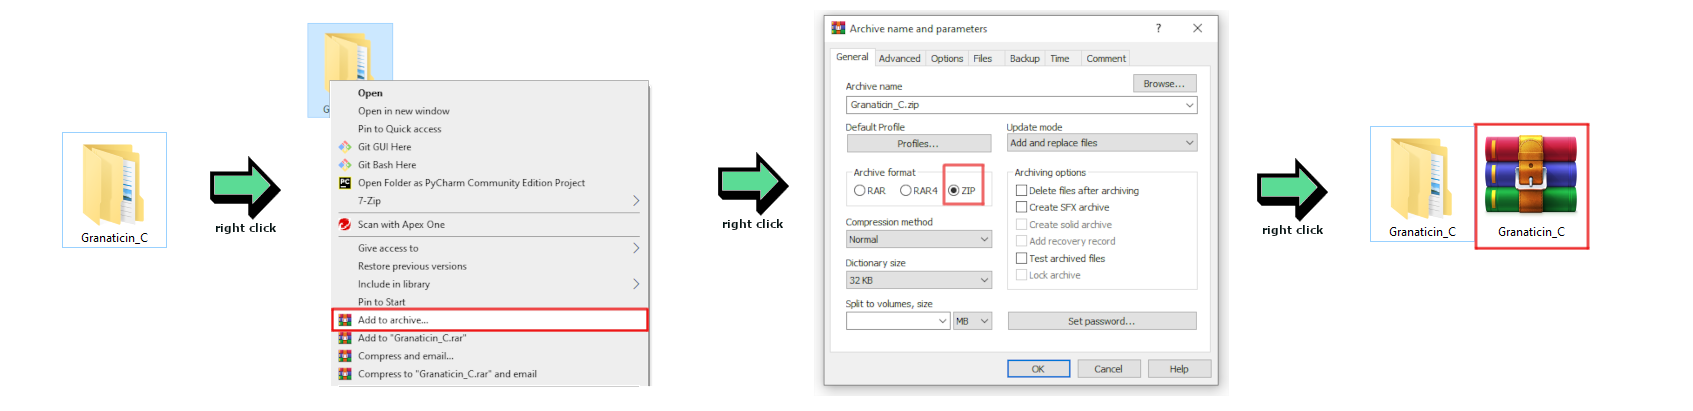 Granaticin_C
right click
G
Open
Open in new window
Pin to Quick access
Git GUI Here
Git Bash Here
PC
Open Folder as PyCharm Community Edition Project
7-Zip
Scan with Apex One
Give access to
Restore previous versions
Include in library
Pin to Start
Add to archive...
Add to "Granaticin_C.rar"
Compress and email...
Compress to "Granaticin_C.rar" and email
right click
Archive name and parameters
?
General Advanced Options Files Backup Time Comment
Archive name
Browse...
Granaticin_C.zip
Default Profile
Profiles...
Update mode
Add and replace files
Archive format
RAR RAR4 ZIP
Compression method
Normal
Dictionary size
32 KB
Split to volumes, size
MB
Archiving options
Delete files after archiving
Create SFX archive
Create solid archive
Add recovery record
Test archived files
Lock archive
Set password...
OK Cancel Help
right click
Granaticin_C
Granaticin_C